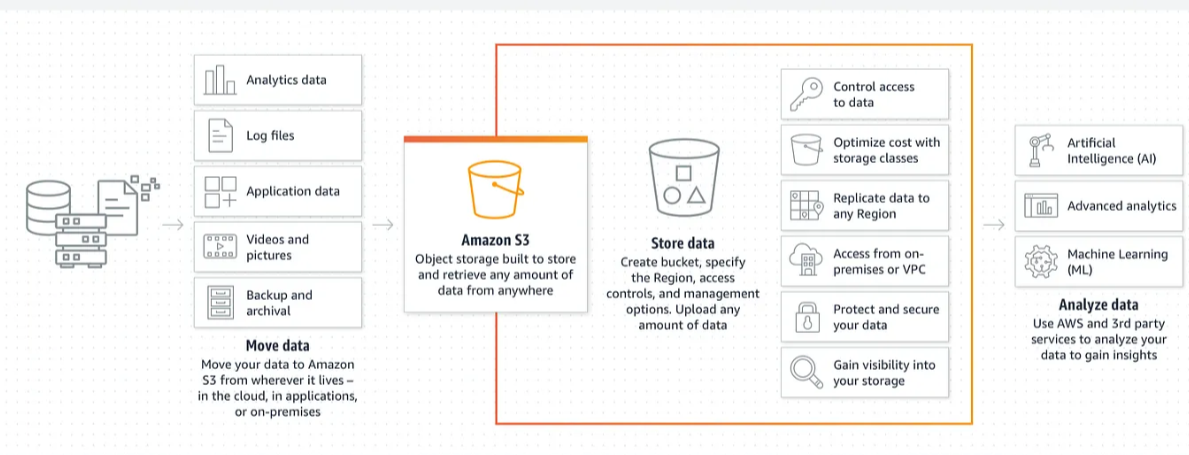 Analytics data
Log files
Application data
Videos and
pictures
Backup and
archival
Move data
Move your data to Amazon
S3 from wherever it lives –
in the cloud, in applications,
or on-premises
Amazon S3
Object storage built to store
and retrieve any amount of
data from anywhere
Store data
Create bucket, specify
the Region, access
controls, and management
options. Upload any
amount of data
Control access
to data
Optimize cost with
storage classes
Replicate data to
any Region
Access from on-
premises or VPC
Protect and secure
your data
Gain visibility into
your storage
Artificial
Intelligence (AI)
Advanced analytics
Machine Learning
(ML)
Analyze data
Use AWS and 3rd party
services to analyze your
data to gain insights